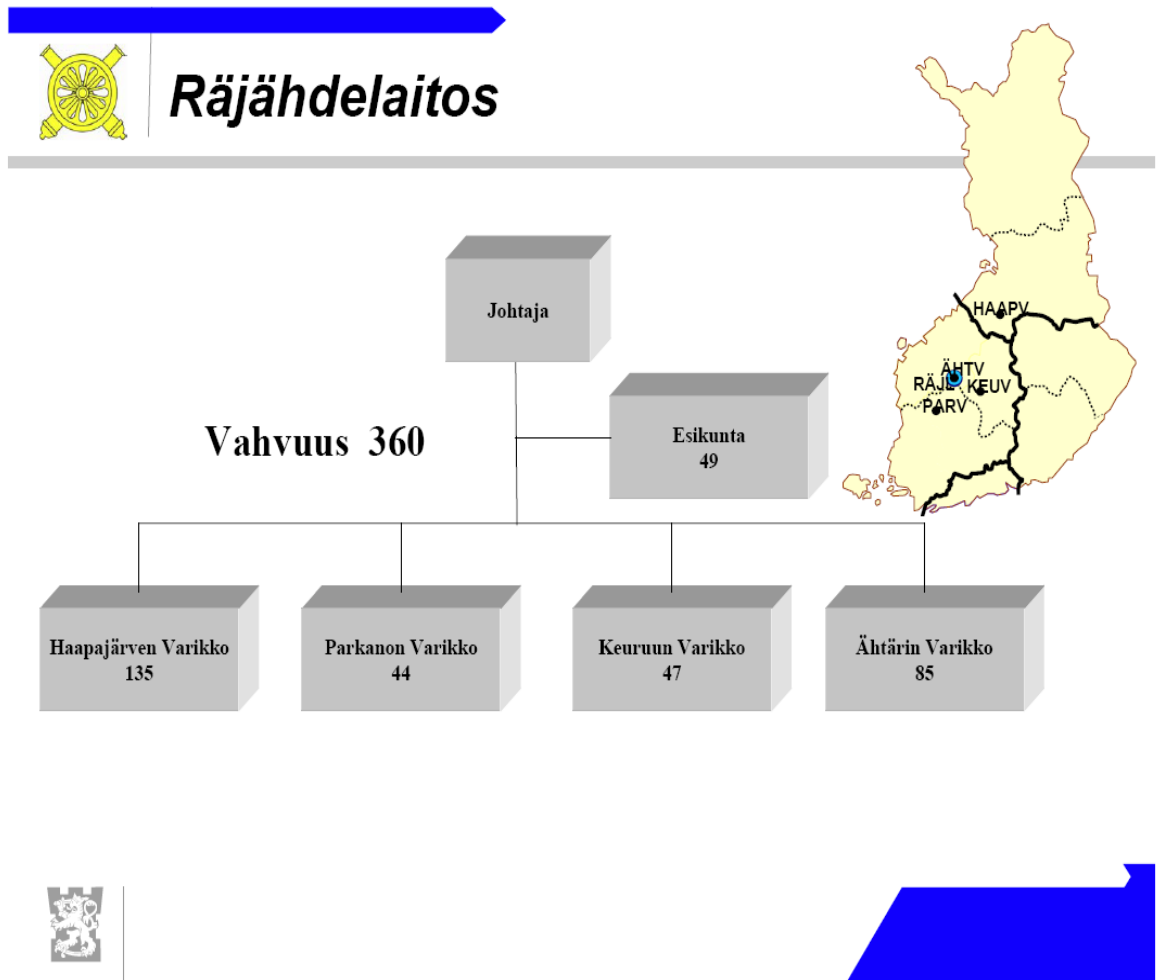 Räjähdelaitos
Johtaja
Vahvuus 360
Esikunta
49
Haapajärven Varikko
135
Parkanon Varikko
44
Keuruun Varikko
47
Ähtärin Varikko
85
HAAPV
ÄHTV
RÄJL KEUV
PARV